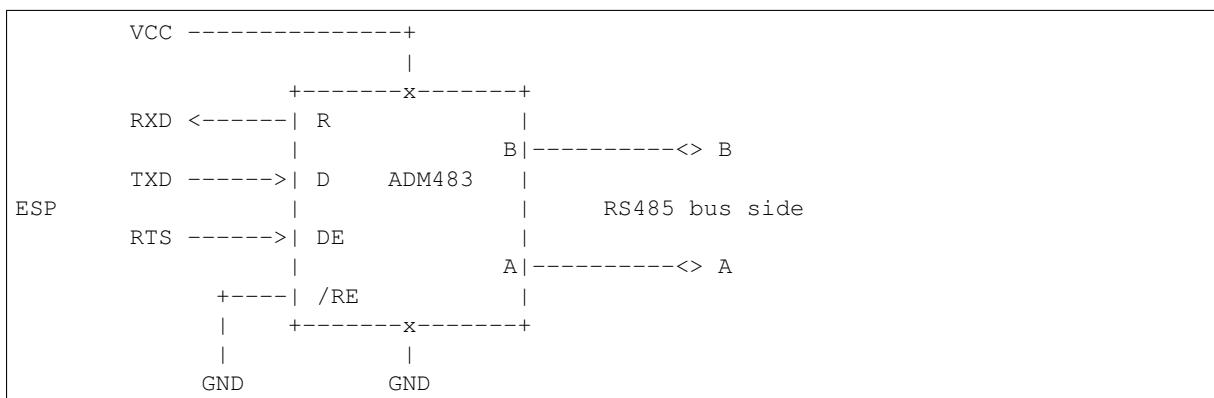 VCC ---------------+
                           |
                   +-------x-------+
        RXD <------| R             |
                   |              B|----------<> B
        TXD ------>| D    ADM483   |
ESP                |               |     RS485 bus side
        RTS ------>| DE            |
                   |              A|----------<> A
              +----| /RE           |
              |    +-------x-------+
              |            |
             GND          GND